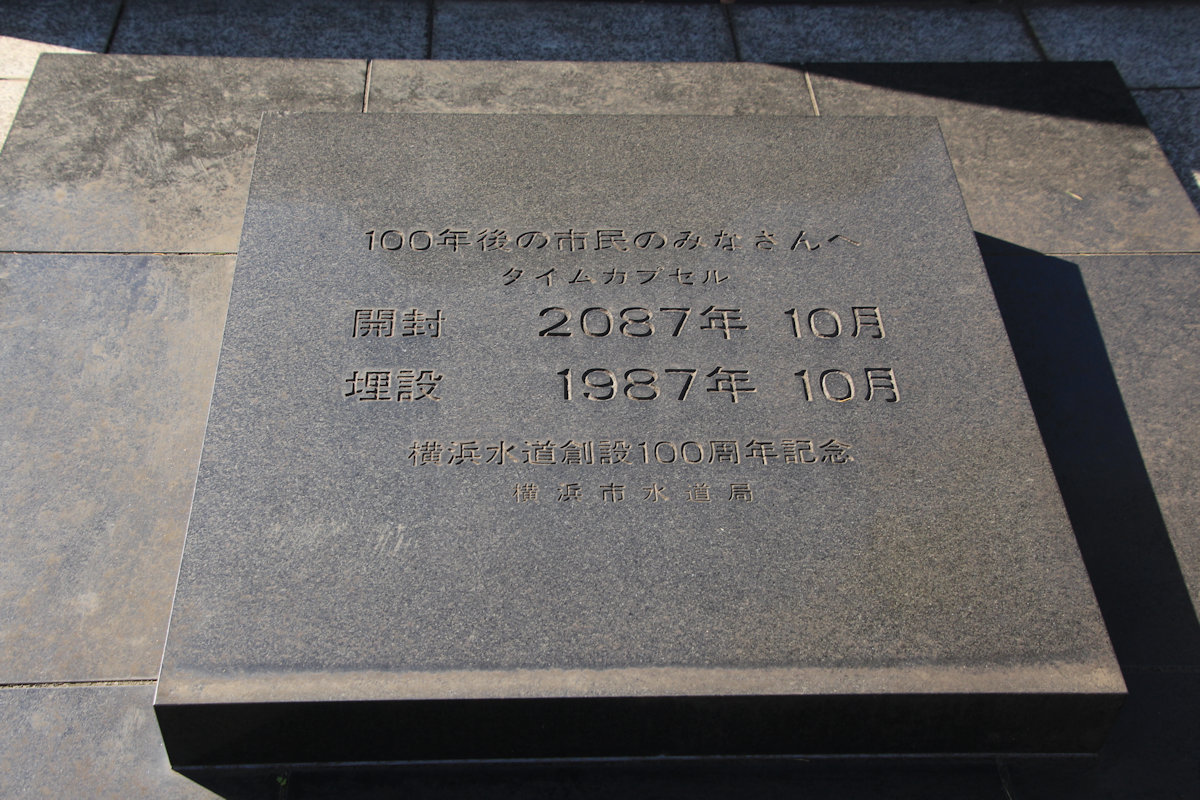 100年後の市民のみなさんへ
タイムカプセル
開封 2087年 10月
埋設 1987年 10月
横浜水道創設100周年記念
横浜市水道局